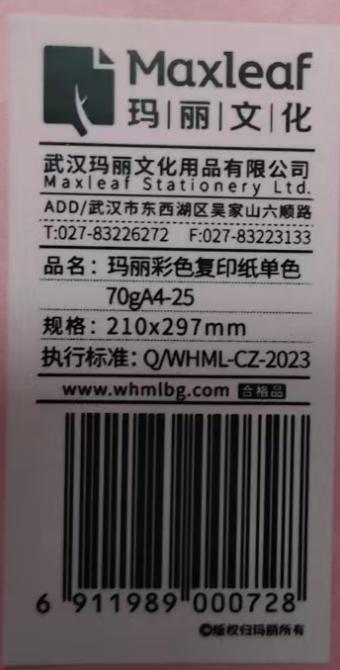 Maxleaf
玛|丽|文|化
武汉玛丽文化用品有限公司
Maxleaf Stationery Ltd.
ADD/武汉市东西湖区吴家山六顺路
T:027-83226272 F:027-83223133
品名：玛丽彩色复印纸单色
70gA4-25
规格：210x297mm
执行标准：Q/WHML-CZ-2023
www.whmlbg.com 合格品
6 911989 000728
©版权归玛丽所有